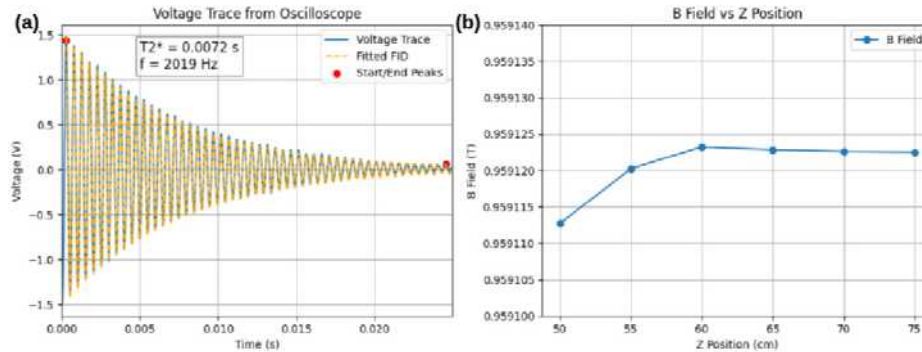 (a)
Voltage Trace from Oscilloscope
T2* = 0.0072 s
f = 2019 Hz
Voltage Trace
Fitted FID
Start/End Peaks
1.5
1.0
0.5
0.0
−0.5
−1.0
−1.5
Voltage (V)
0.000
0.005
0.010
0.015
0.020
Time (s)
(b)
B Field vs Z Position
B Field
0.959140
0.959135
0.959130
0.959125
0.959120
0.959115
0.959110
0.959105
0.959100
B Field (T)
50
55
60
65
70
75
Z Position (cm)